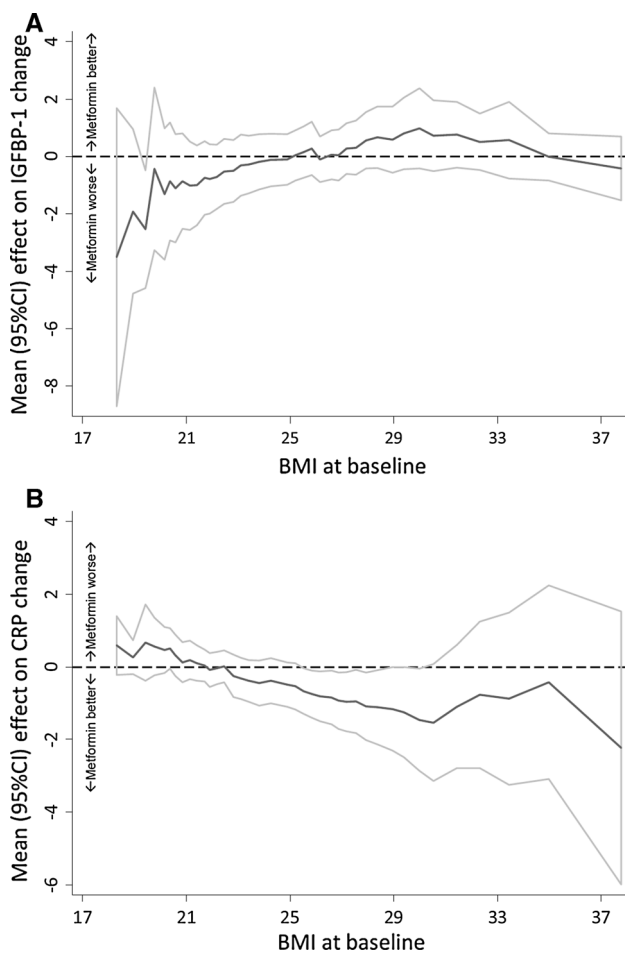 A
Mean (95%CI) effect on IGFBP-1 change
←Metformin worse← →Metformin better→
4
2
0
-2
-4
-6
-8
17 21 25 29 33 37
BMI at baseline
B
Mean (95%CI) effect on CRP change
←Metformin better← →Metformin worse→
4
2
0
-2
-4
-6
17 21 25 29 33 37
BMI at baseline